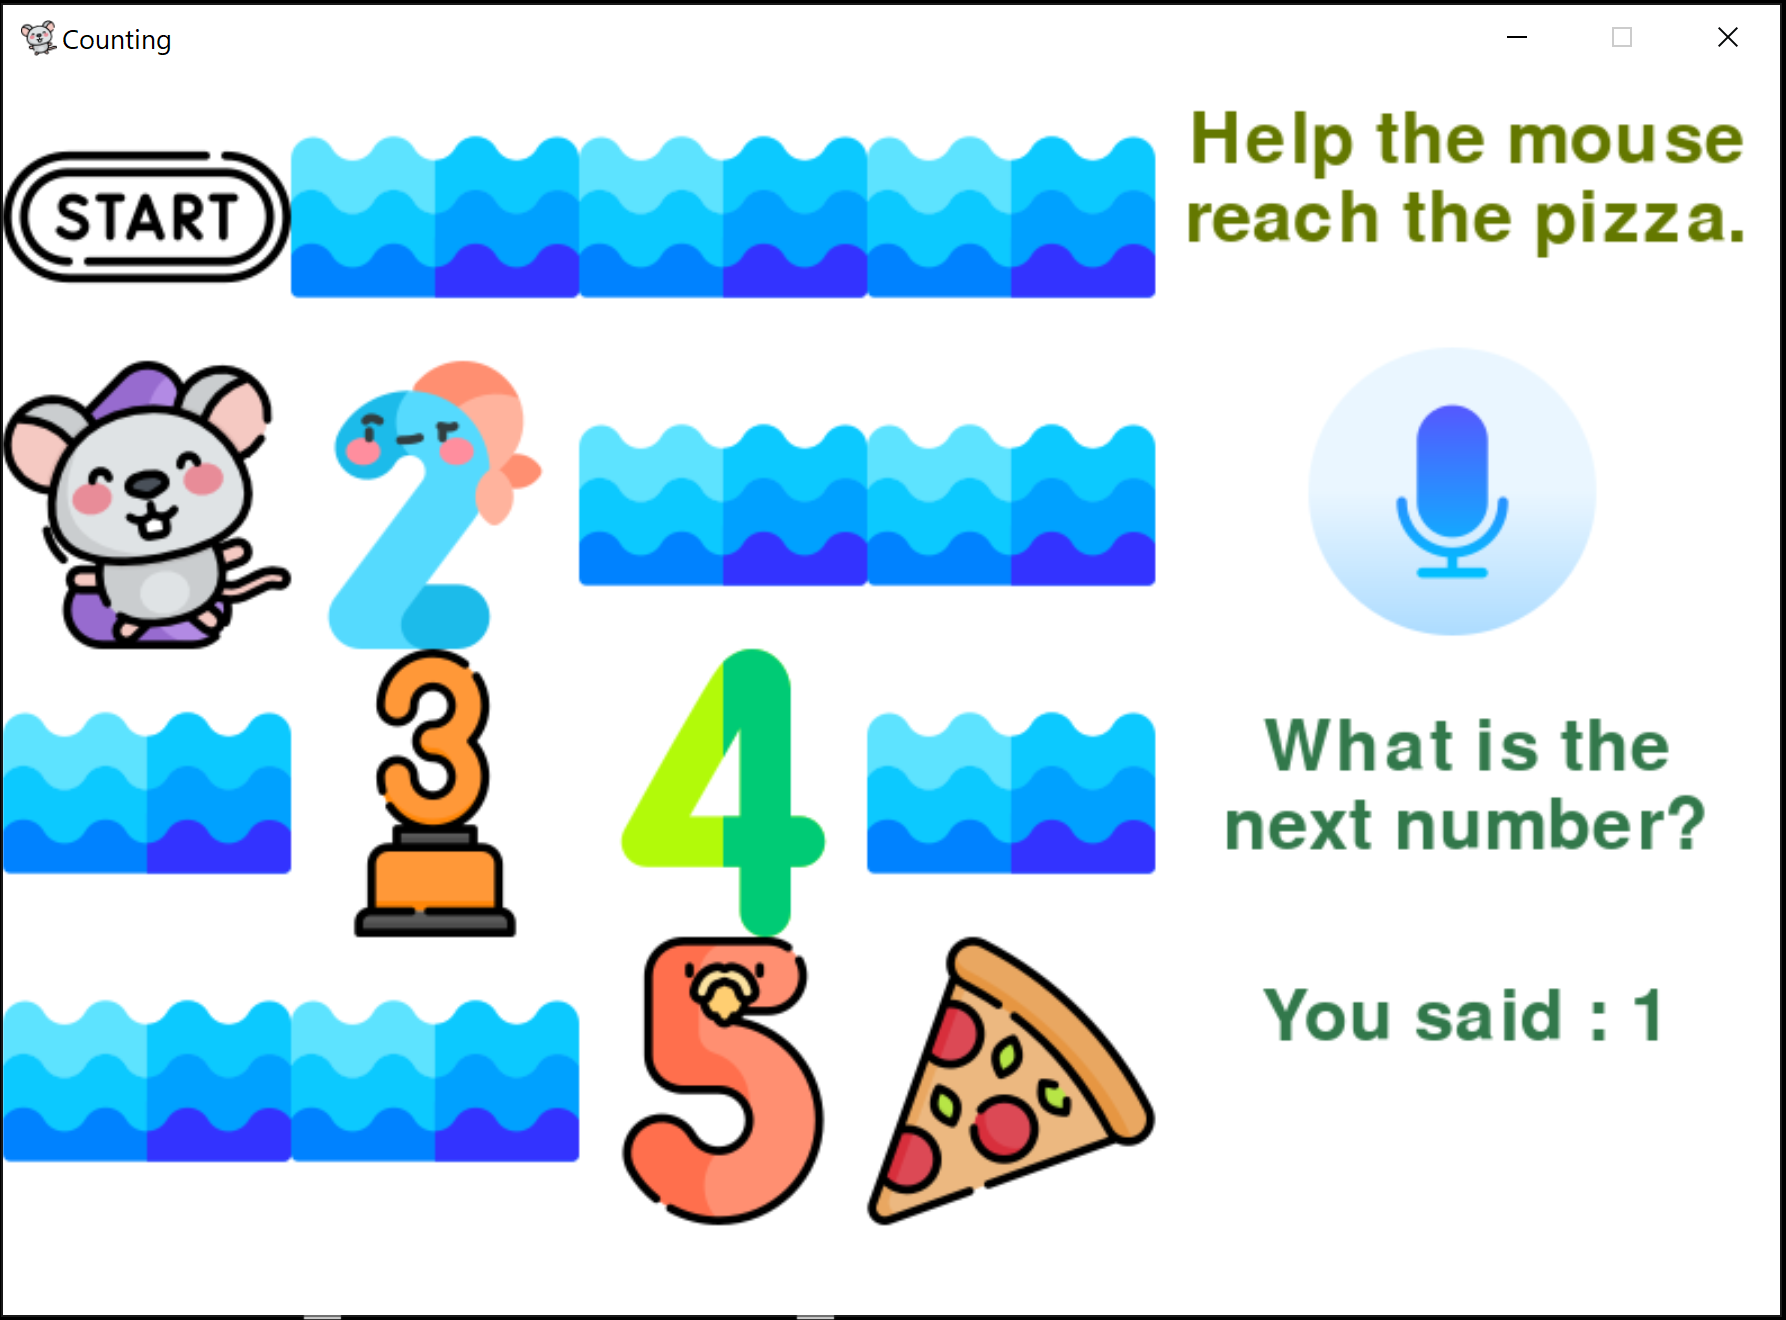 Counting
START
Help the mouse
reach the pizza.
2
3
4
What is the
next number?
5
You said : 1